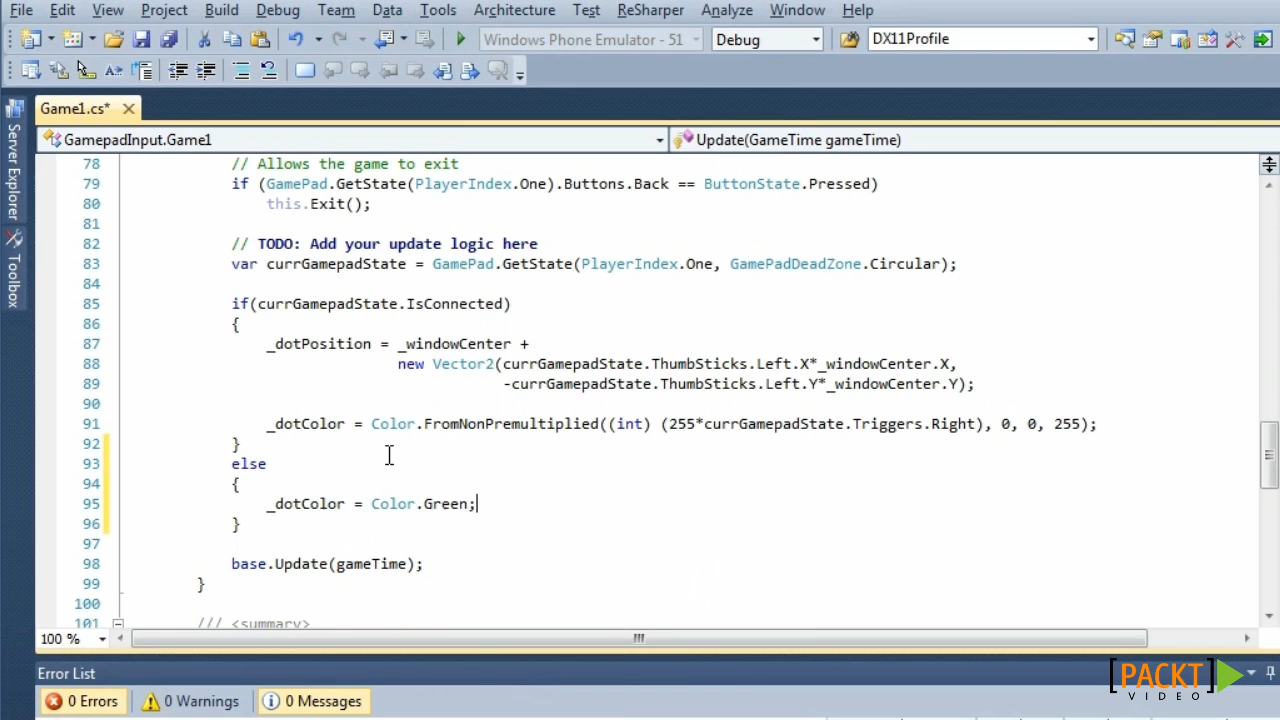 File Edit View Project Build Debug Team Data Tools Architecture Test ReSharper Analyze Window Help
Windows Phone Emulator - 51 Debug DX11Profile
Game1.cs*
GamepadInput.Game1 Update(GameTime gameTime)
Server Explorer
Toolbox
78 // Allows the game to exit
79 if (GamePad.GetState(PlayerIndex.One).Buttons.Back == ButtonState.Pressed)
80 this.Exit();
81
82 // TODO: Add your update logic here
83 var currGamepadState = GamePad.GetState(PlayerIndex.One, GamePadDeadZone.Circular);
84
85 if(currGamepadState.IsConnected)
86 {
87 _dotPosition = _windowCenter +
88 new Vector2(currGamepadState.ThumbSticks.Left.X*_windowCenter.X,
89 -currGamepadState.ThumbSticks.Left.Y*_windowCenter.Y);
90
91 _dotColor = Color.FromNonPremultiplied((int) (255*currGamepadState.Triggers.Right), 0, 0, 255);
92 }
93 else
94 {
95 _dotColor = Color.Green;
96 }
97
98 base.Update(gameTime);
99 }
100
101 /// <summary>
100 %
Error List
0 Errors 0 Warnings 0 Messages
[PACKT]
VIDEO